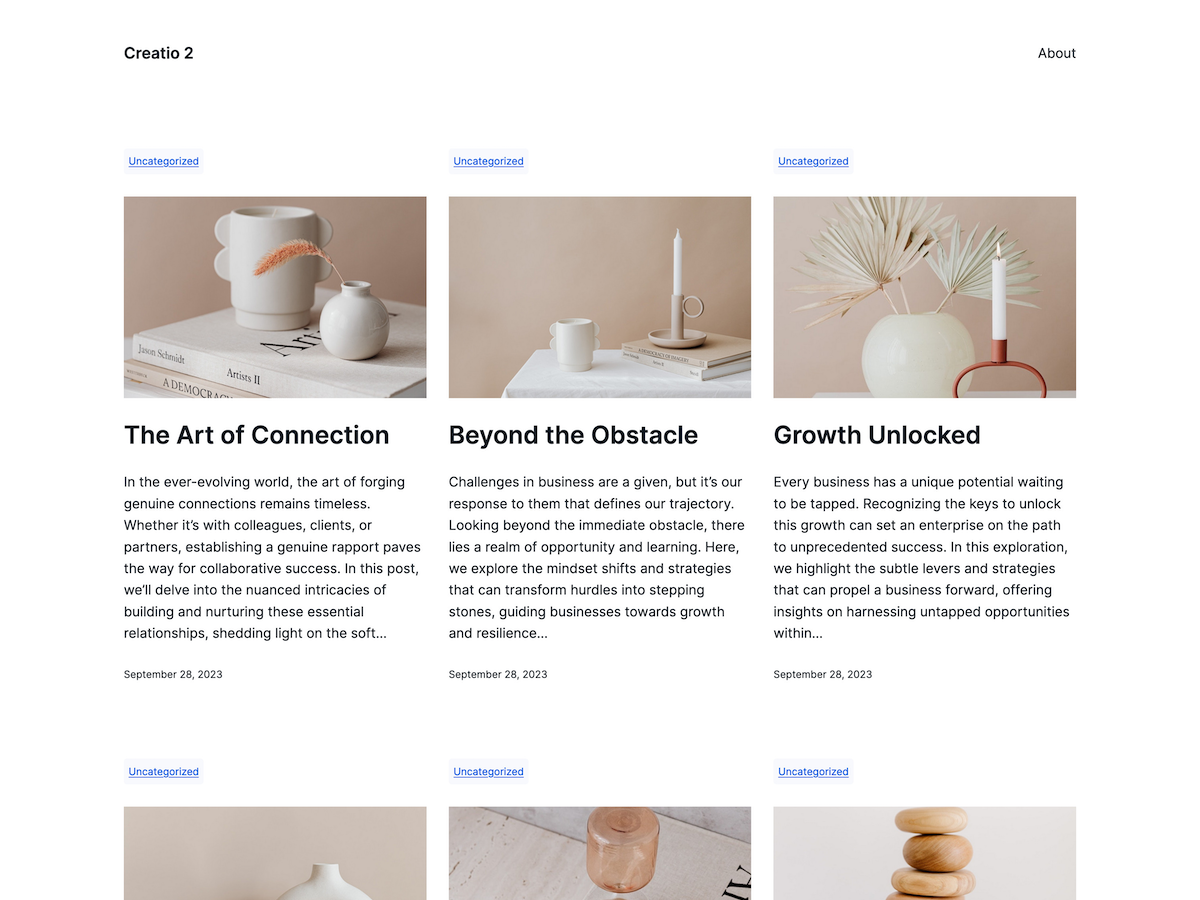 Creatio 2
About
Uncategorized
Uncategorized
Uncategorized
Jason Schmidt
Artists II
A DEMOCRACY
A DEMOCRACY OF IMAGERY
The Art of Connection
In the ever-evolving world, the art of forging
genuine connections remains timeless.
Whether it’s with colleagues, clients, or
partners, establishing a genuine rapport paves
the way for collaborative success. In this post,
we’ll delve into the nuanced intricacies of
building and nurturing these essential
relationships, shedding light on the soft…
September 28, 2023
Beyond the Obstacle
Challenges in business are a given, but it’s our
response to them that defines our trajectory.
Looking beyond the immediate obstacle, there
lies a realm of opportunity and learning. Here,
we explore the mindset shifts and strategies
that can transform hurdles into stepping
stones, guiding businesses towards growth
and resilience…
September 28, 2023
Growth Unlocked
Every business has a unique potential waiting
to be tapped. Recognizing the keys to unlock
this growth can set an enterprise on the path
to unprecedented success. In this exploration,
we highlight the subtle levers and strategies
that can propel a business forward, offering
insights on harnessing untapped opportunities
within…
September 28, 2023
Uncategorized
Uncategorized
Uncategorized